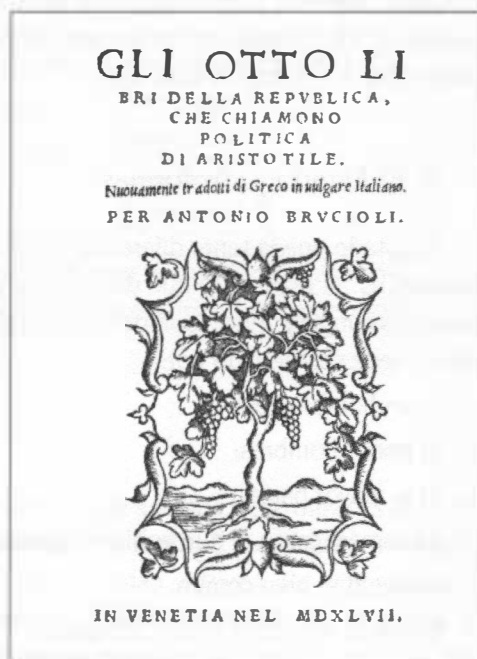 GLI OTTO LI
BRI DELLA REPVBLICA,
CHE CHIAMONO
POLITICA
DI ARISTOTILE.
Nuouamente tradotti di Greco in uulgare Italiano.
PER ANTONIO BRVCIOLI.
IN VENETIA NEL MDXLVII.